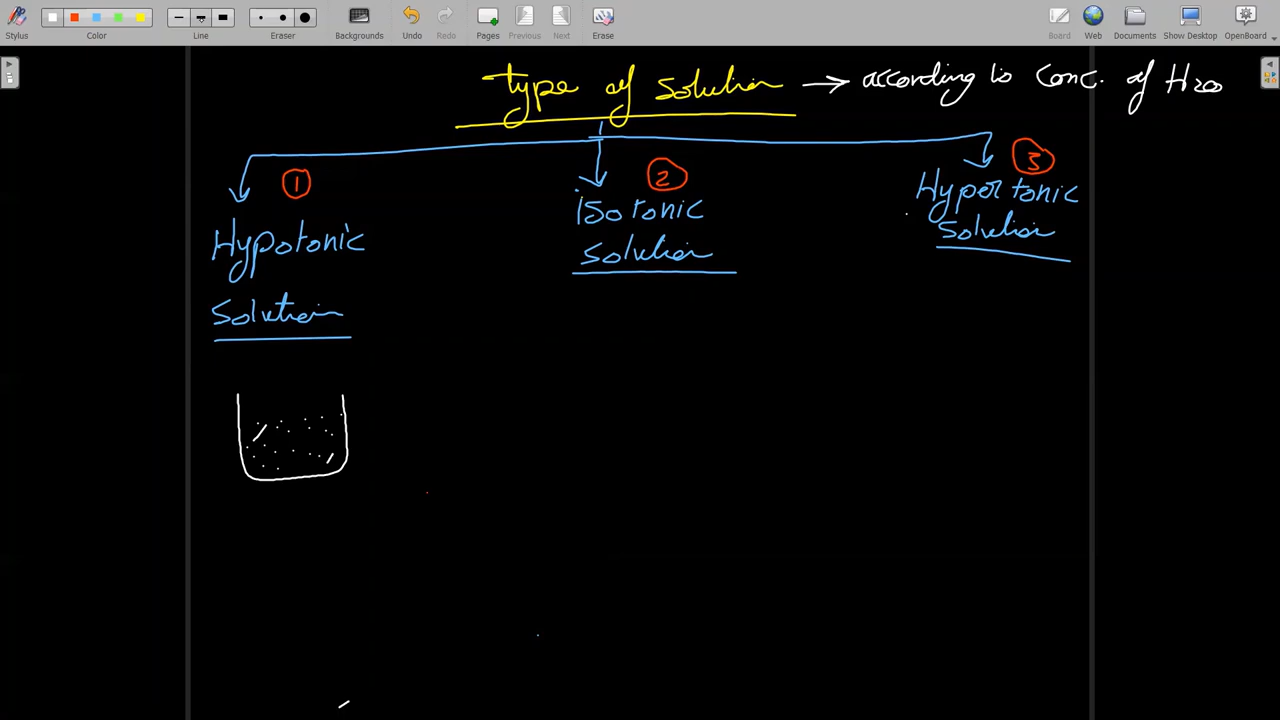 Stylus
Color
Line
Eraser
Backgrounds
Undo
Redo
Pages
Previous
Next
Erase
Board
Web
Documents
Show Desktop
OpenBoard
type of solution → according to conc. of H2o
1
Hypotonic
Solution
2
isotonic
solution
3
Hypertonic
solution